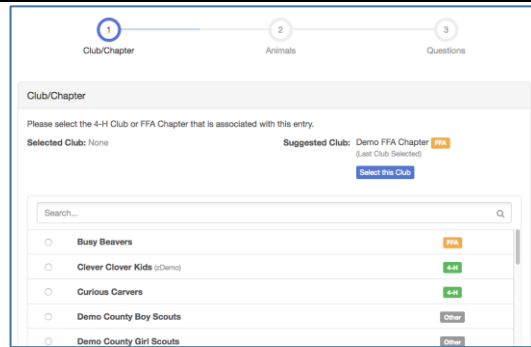 1
2
3
Club/Chapter
Animals
Questions
Club/Chapter
Please select the 4-H Club or FFA Chapter that is associated with this entry.
Selected Club: None
Suggested Club: Demo FFA Chapter FFA
(Last Club Selected)
Select this Club
Search...
Busy Beavers FFA
Clever Clover Kids (zDemo) 4-H
Curious Carvers 4-H
Demo County Boy Scouts Other
Demo County Girl Scouts Other